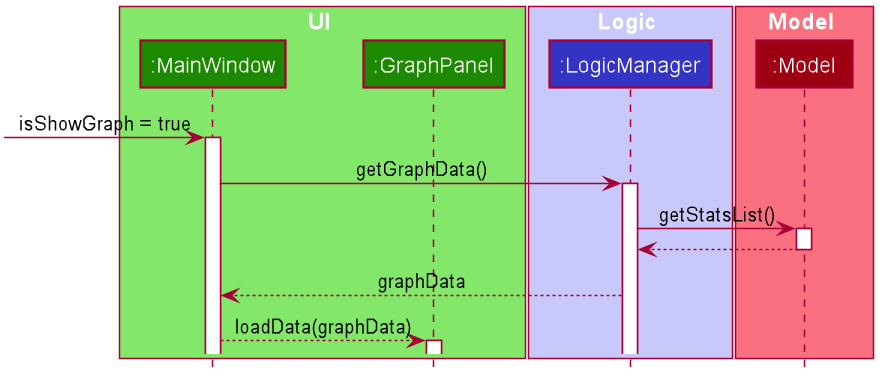 UI
Logic
Model
:MainWindow
:GraphPanel
:LogicManager
:Model
isShowGraph = true
getGraphData()
getStatsList()
graphData
loadData(graphData)